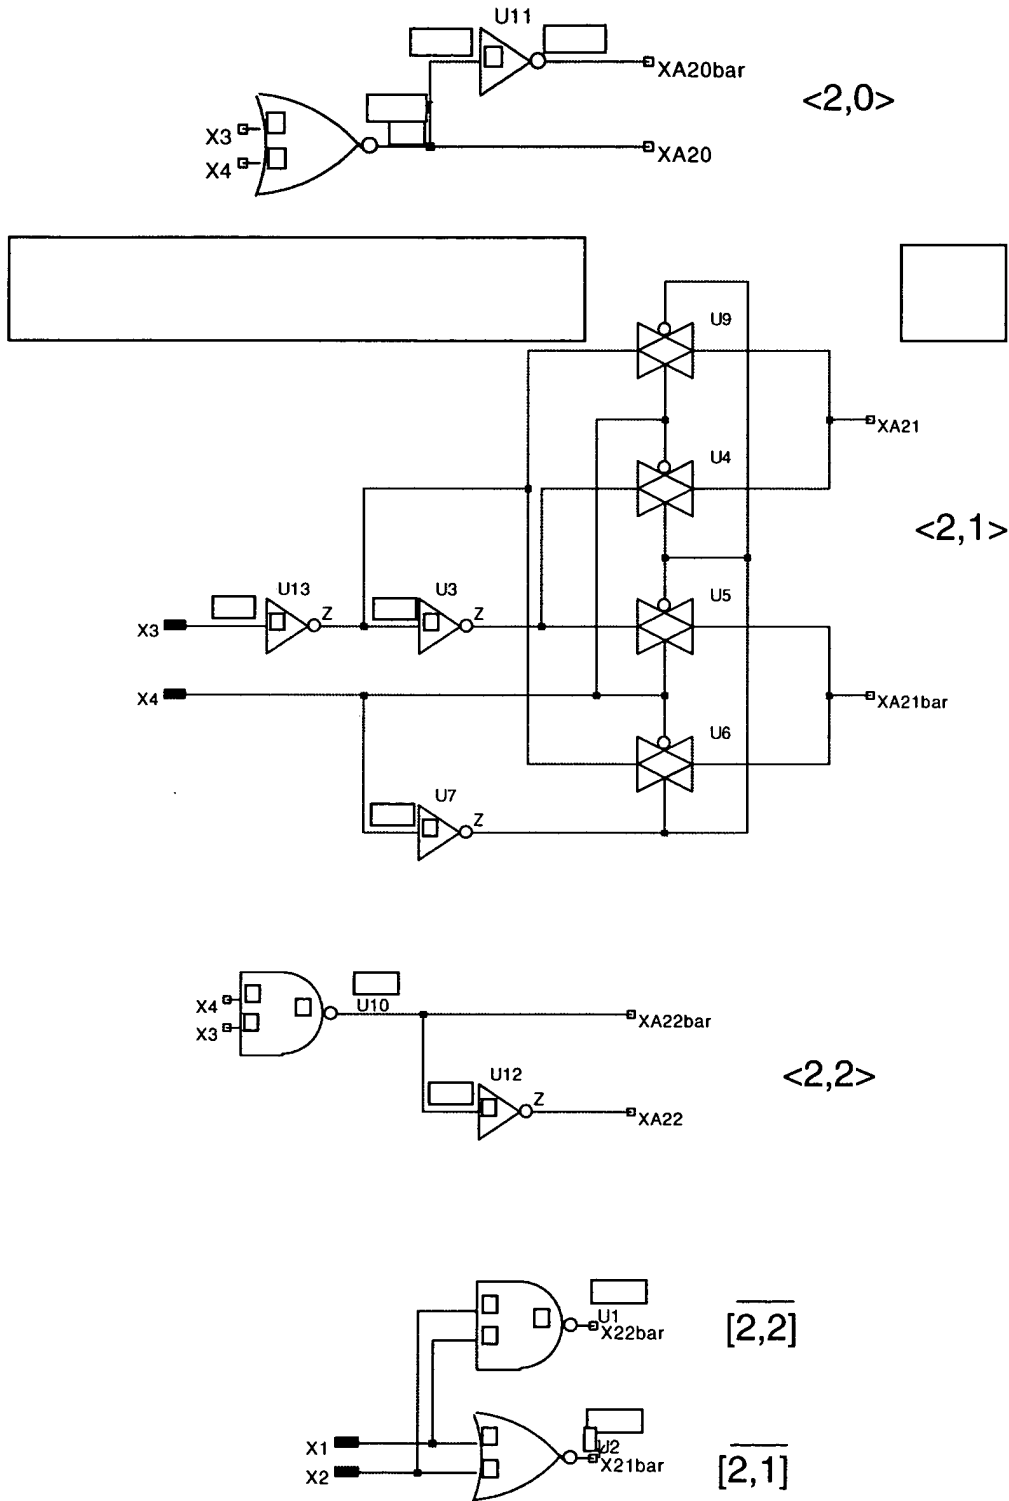 U11
XA20bar
<2,0>
X3
XA20
X4
U9
XA21
U4
<2,1>
U13
U3
U5
Z
Z
X3
X4
XA21bar
U6
U7
Z
X4
U10
XA22bar
X3
U12
<2,2>
Z
XA22
U1
X22bar
[2,2]
X1
U2
X2
X21bar
[2,1]